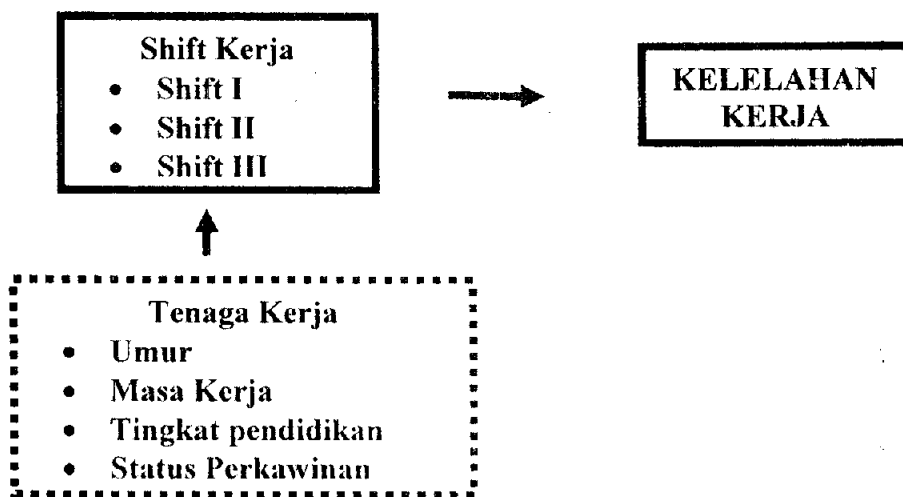 Shift Kerja
• Shift I
• Shift II
• Shift III
KELELAHAN
KERJA
Tenaga Kerja
• Umur
• Masa Kerja
• Tingkat pendidikan
• Status Perkawinan